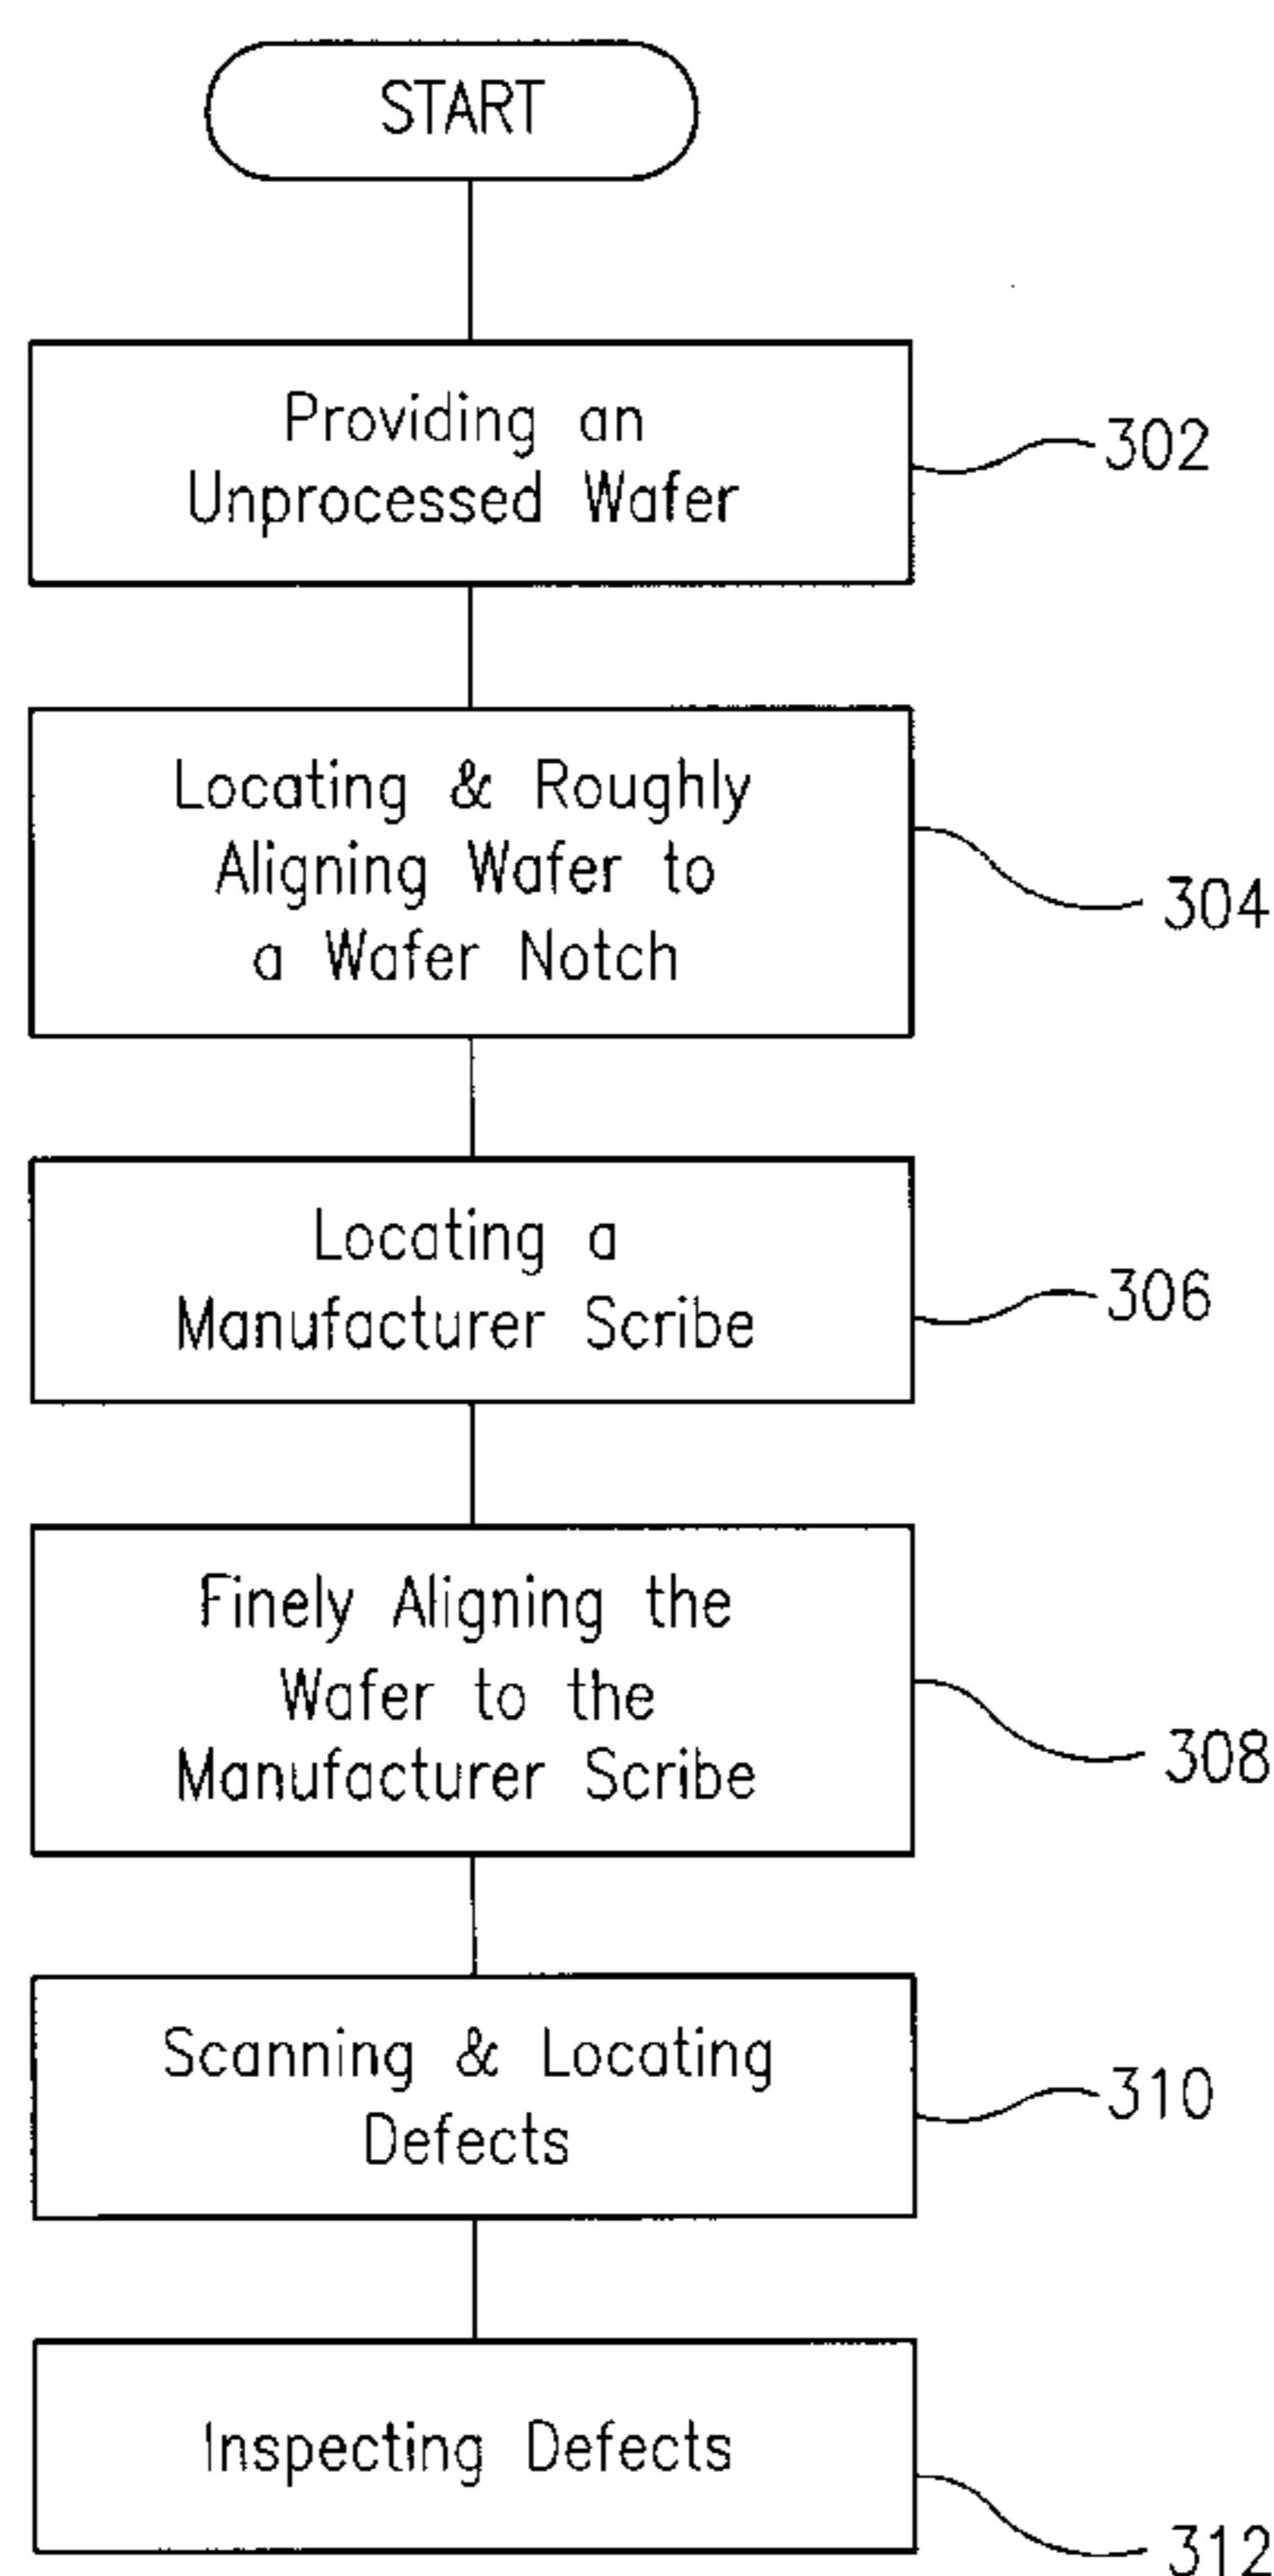 START
Providing an
Unprocessed Wafer
302
Locating & Roughly
Aligning Wafer to
a Wafer Notch
304
Locating a
Manufacturer Scribe
306
Finely Aligning the
Wafer to the
Manufacturer Scribe
308
Scanning & Locating
Defects
310
Inspecting Defects
312